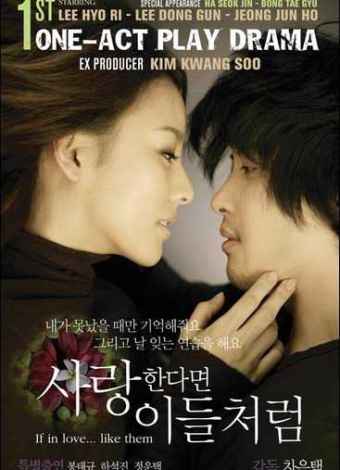 1ST STARRING SPECIAL APPEARANCE HA SEOK JIN - BONG TAE GYU
LEE HYO RI - LEE DONG GUN - JEONG JUN HO
ONE-ACT PLAY DRAMA
EX PRODUCER KIM KWANG SOO
내가 못났을 때만 기억해줘요
그리고 날 잊는 연습을 해요
사랑한다면
이들처럼
If in love... like them
특별출연 봉태규 하석진 정운택 감독 차은택